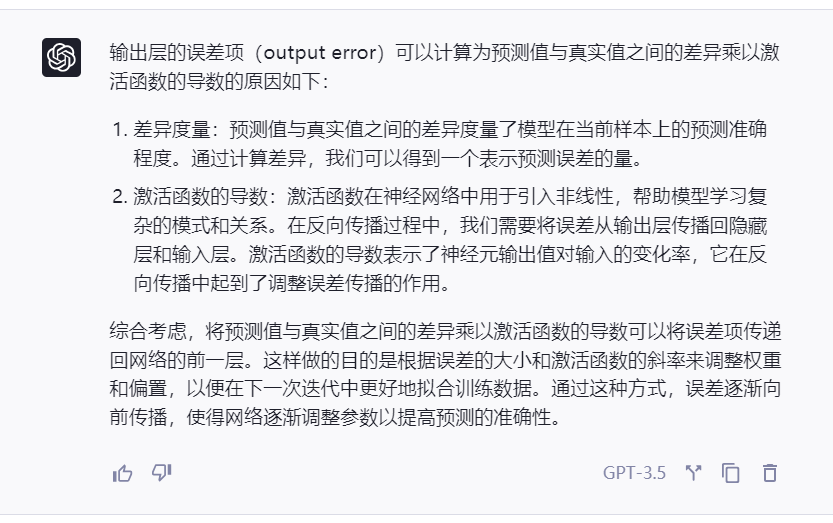 输出层的误差项（output error）可以计算为预测值与真实值之间的差异乘以激
活函数的导数的原因如下：
1. 差异度量：预测值与真实值之间的差异度量了模型在当前样本上的预测准确
程度。通过计算差异，我们可以得到一个表示预测误差的量。
2. 激活函数的导数：激活函数在神经网络中用于引入非线性，帮助模型学习复
杂的模式和关系。在反向传播过程中，我们需要将误差从输出层传播回隐藏
层和输入层。激活函数的导数表示了神经元输出值对输入的变化率，它在反
向传播中起到了调整误差传播的作用。
综合考虑，将预测值与真实值之间的差异乘以激活函数的导数可以将误差项传递
回网络的前一层。这样做的目的是根据误差的大小和激活函数的斜率来调整权重
和偏置，以便在下一次迭代中更好地拟合训练数据。通过这种方式，误差逐渐向
前传播，使得网络逐渐调整参数以提高预测的准确性。
GPT-3.5